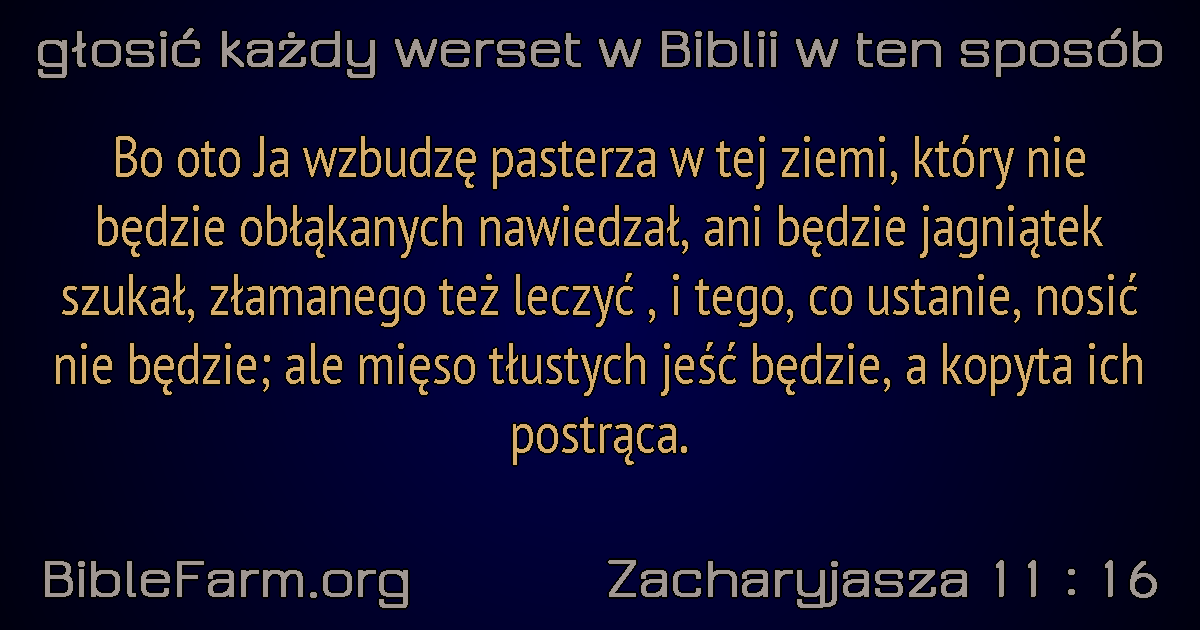 głosić każdy werset w Biblii w ten sposób
Bo oto Ja wzbudzę pasterza w tej ziemi, który nie
będzie obłąkanych nawiedzał, ani będzie jagniątek
szukał, złamanego też leczyć , i tego, co ustanie, nosić
nie będzie; ale mięso tłustych jeść będzie, a kopyta ich
postrąca.
BibleFarm.org
Zacharyjasza 11 : 16